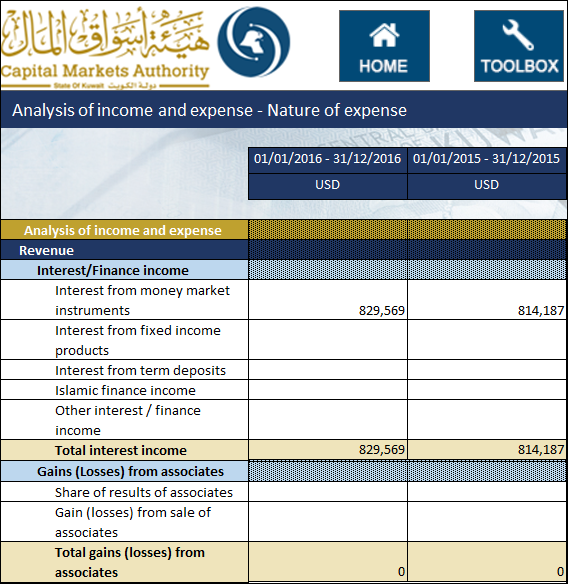 هيئة أسواق المال
Capital Markets Authority
State Of Kuwait دولـة الكويت
HOME
TOOLBOX
Analysis of income and expense - Nature of expense
01/01/2016 - 31/12/2016 01/01/2015 - 31/12/2015
USD USD
Analysis of income and expense
Revenue
Interest/Finance income
Interest from money market
instruments 829,569 814,187
Interest from fixed income
products
Interest from term deposits
Islamic finance income
Other interest / finance
income
Total interest income 829,569 814,187
Gains (Losses) from associates
Share of results of associates
Gain (losses) from sale of
associates
Total gains (losses) from
associates 0 0